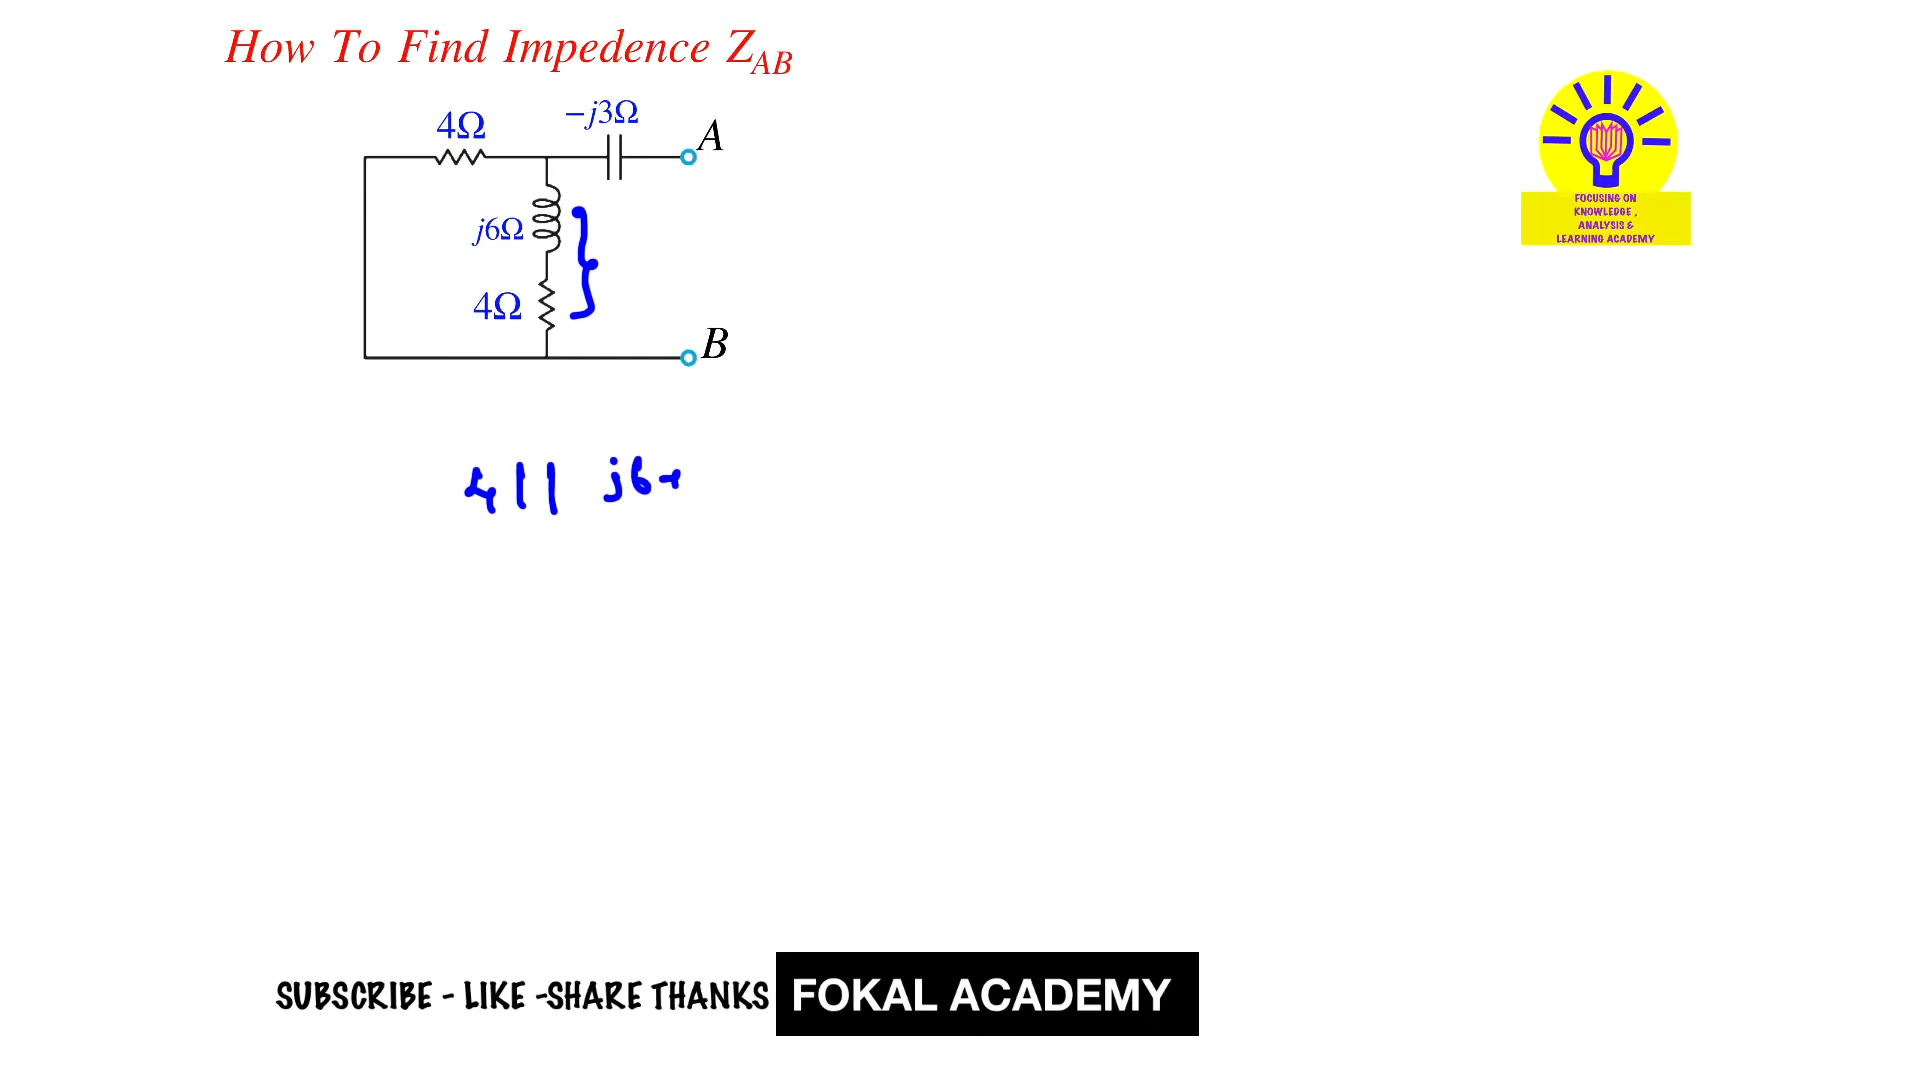 How To Find Impedence Z_AB
4Ω
−j3Ω
A
j6Ω
4Ω
B
4 || j6+
FOCUSING ON
KNOWLEDGE ,
ANALYSIS &
LEARNING ACADEMY
SUBSCRIBE - LIKE -SHARE THANKS
FOKAL ACADEMY